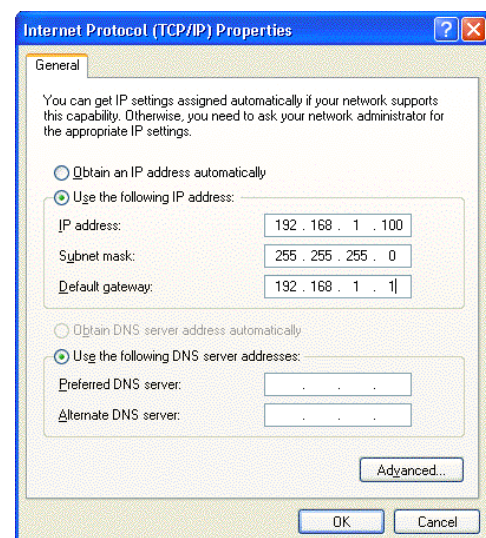 Internet Protocol (TCP/IP) Properties
General
You can get IP settings assigned automatically if your network supports
this capability. Otherwise, you need to ask your network administrator for
the appropriate IP settings.
Obtain an IP address automatically
Use the following IP address:
IP address: 192 . 168 . 1 . 100
Subnet mask: 255 . 255 . 255 . 0
Default gateway: 192 . 168 . 1 . 1
Obtain DNS server address automatically
Use the following DNS server addresses:
Preferred DNS server: . . .
Alternate DNS server: . . .
Advanced...
OK Cancel